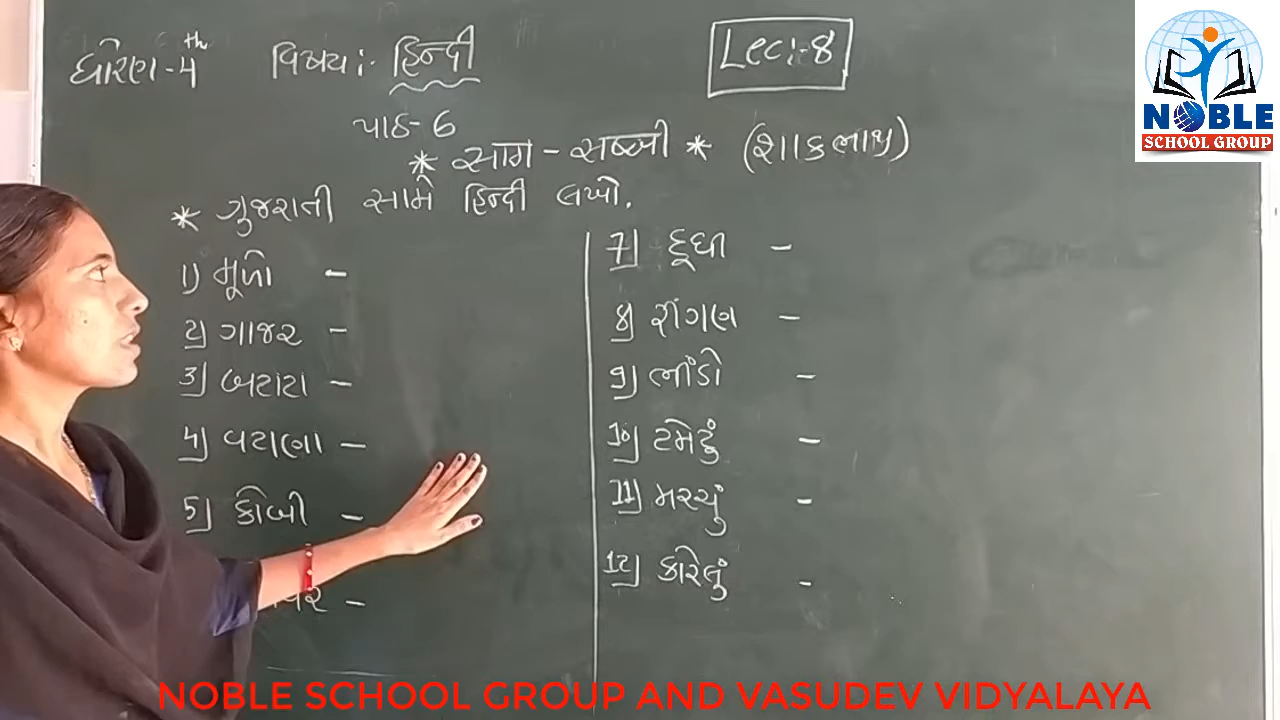 ધોરણ-4th વિષય:- हिन्दी Lec:-8
પાઠ-6
* સાગ-સબ્જી * (શાકભાજી)
* ગુજરાતી સામે હિન્દી લખો.
1) મૂળો -
2) ગાજર -
3) બટાટા -
4) વટાણા -
5) કોબી -
7) દૂધી -
8) રીંગણ -
9) ભીંડો -
10) ટમેટું -
11) મરચું -
12) કારેલું -
NOBLE
SCHOOL GROUP
NOBLE SCHOOL GROUP AND VASUDEV VIDYALAYA